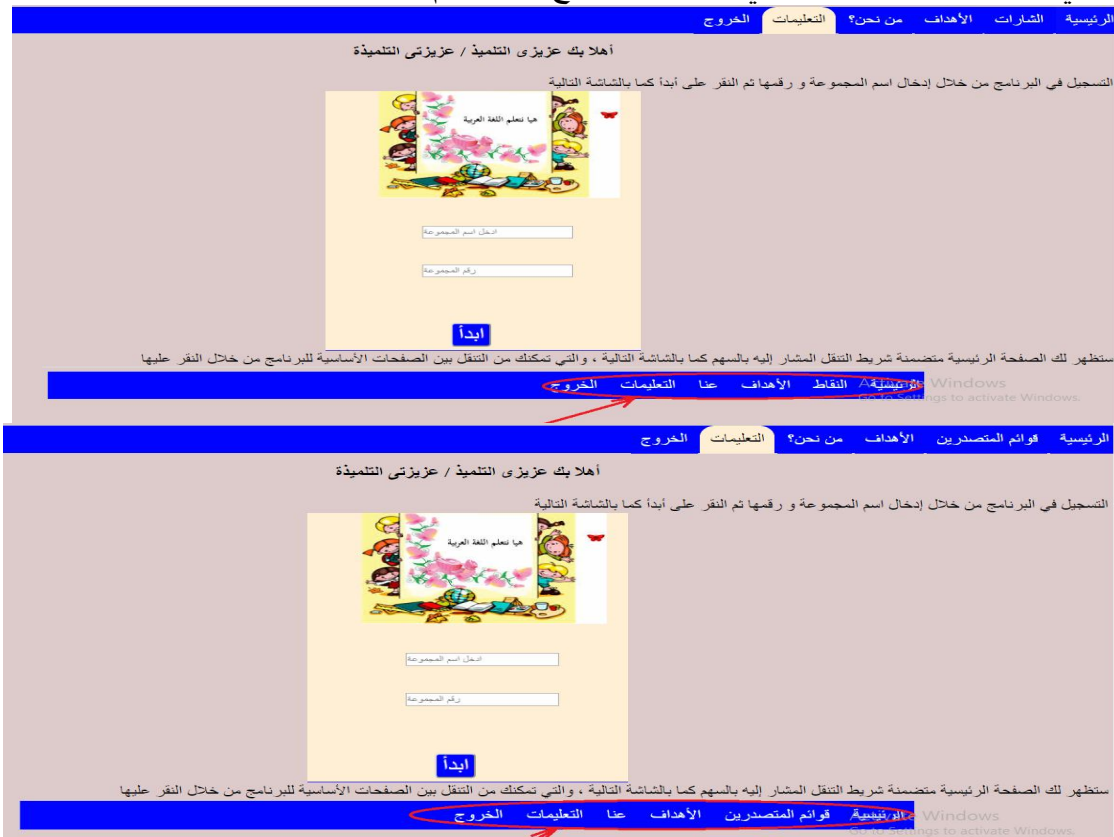 الرئيسية الشارات الأهداف من نحن؟ التعليمات الخروج
أهلا بك عزيزى التلميذ / عزيزتى التلميذة
التسجيل في البرنامج من خلال إدخال اسم المجموعة و رقمها ثم النقر على أبدأ كما بالشاشة التالية
هيا نتعلم اللغة العربية
ادخل اسم المجموعة
رقم المجموعة
ابدأ
ستظهر لك الصفحة الرئيسية متضمنة شريط التنقل المشار إليه بالسهم كما بالشاشة التالية ، والتي تمكنك من التنقل بين الصفحات الأساسية للبرنامج من خلال النقر عليها
الرئيسية النقاط الأهداف عنا التعليمات الخروج
Activate Windows
Go to Settings to activate Windows.
الرئيسية قوائم المتصدرين الأهداف من نحن؟ التعليمات الخروج
أهلا بك عزيزى التلميذ / عزيزتى التلميذة
التسجيل في البرنامج من خلال إدخال اسم المجموعة و رقمها ثم النقر على أبدأ كما بالشاشة التالية
هيا نتعلم اللغة العربية
ادخل اسم المجموعة
رقم المجموعة
ابدأ
ستظهر لك الصفحة الرئيسية متضمنة شريط التنقل المشار إليه بالسهم كما بالشاشة التالية ، والتي تمكنك من التنقل بين الصفحات الأساسية للبرنامج من خلال النقر عليها
الرئيسية قوائم المتصدرين الأهداف عنا التعليمات الخروج
Windows
Go to Settings to activate Windows.